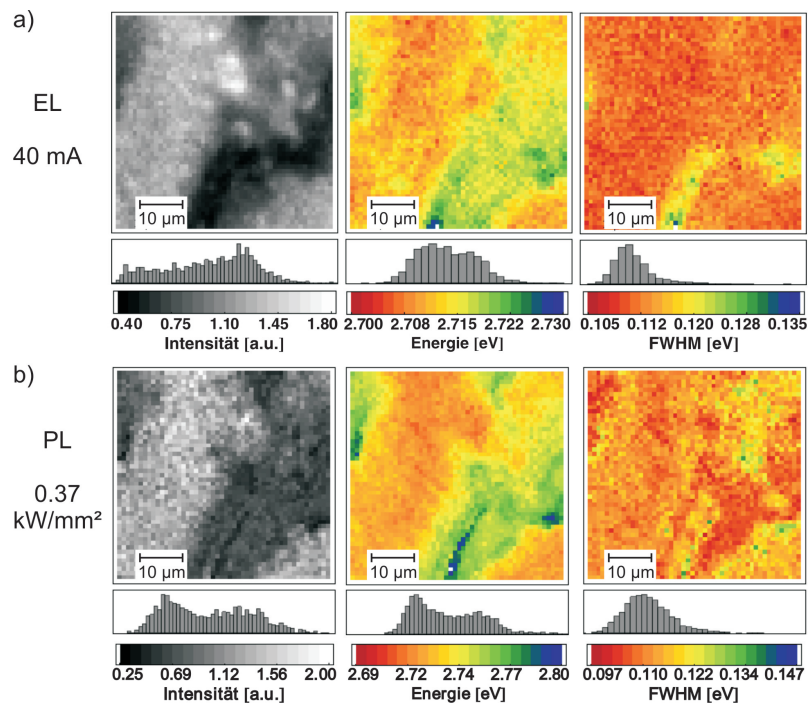 a)
EL
40 mA
10 µm
10 µm
10 µm
0.40 0.75 1.10 1.45 1.80
Intensität [a.u.]
2.700 2.708 2.715 2.722 2.730
Energie [eV]
0.105 0.112 0.120 0.128 0.135
FWHM [eV]
b)
PL
0.37
kW/mm²
10 µm
10 µm
10 µm
0.25 0.69 1.12 1.56 2.00
Intensität [a.u.]
2.69 2.72 2.74 2.77 2.80
Energie [eV]
0.097 0.110 0.122 0.134 0.147
FWHM [eV]